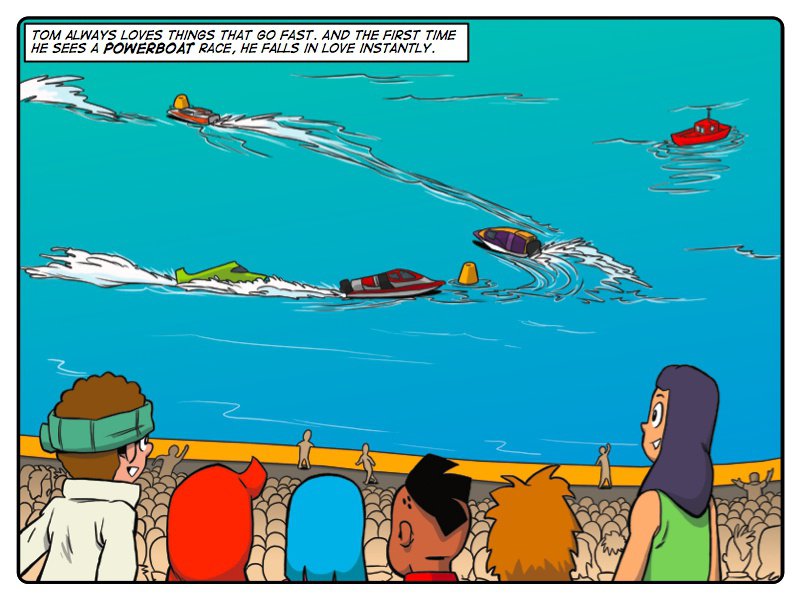 TOM ALWAYS LOVES THINGS THAT GO FAST. AND THE FIRST TIME
HE SEES A POWERBOAT RACE, HE FALLS IN LOVE INSTANTLY.